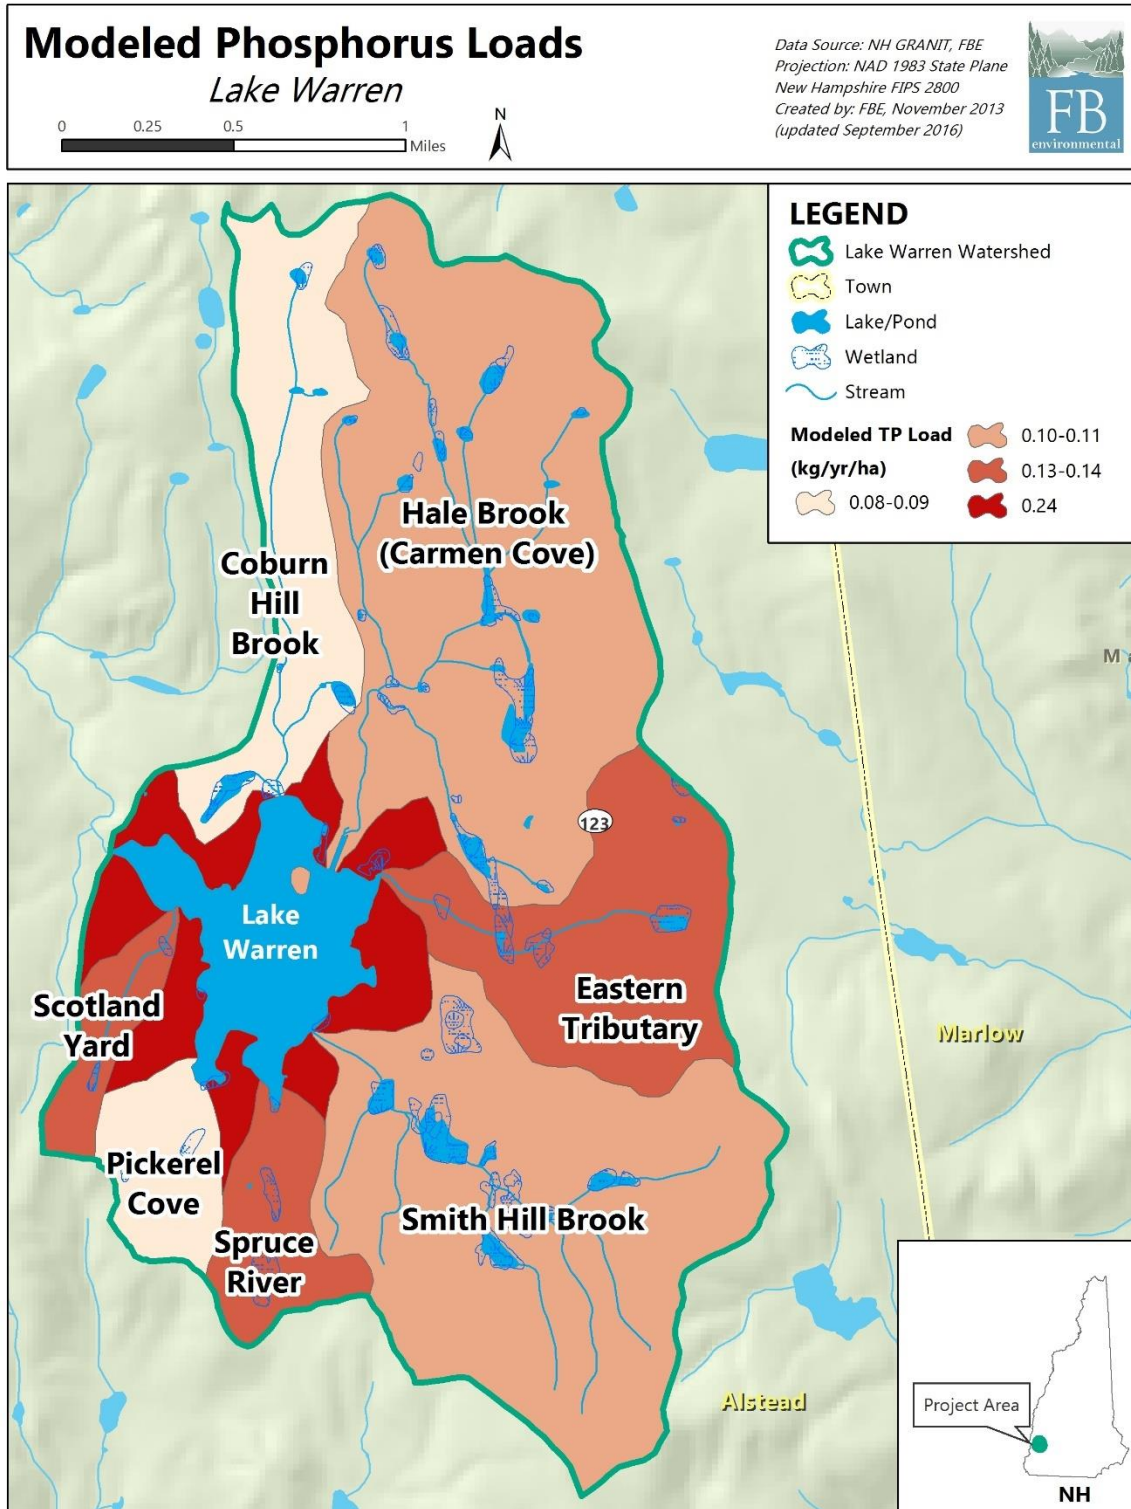 Modeled Phosphorus Loads
Lake Warren
0 0.25 0.5 1
Miles
N
Data Source: NH GRANIT, FBE
Projection: NAD 1983 State Plane
New Hampshire FIPS 2800
Created by: FBE, November 2013
(updated September 2016)
FB
environmental
LEGEND
Lake Warren Watershed
Town
Lake/Pond
Wetland
Stream
Modeled TP Load
(kg/yr/ha)
0.08-0.09
0.10-0.11
0.13-0.14
0.24
Hale Brook
(Carmen Cove)
Coburn
Hill
Brook
M a
123
Lake
Warren
Eastern
Tributary
Scotland
Yard
Marlow
Pickerel
Cove
Smith Hill Brook
Spruce
River
Alstead
Project Area
NH